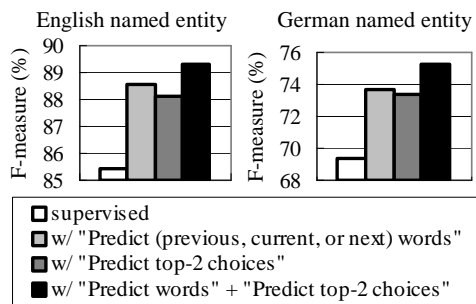 English named entity
German named entity
F-measure (%)
90
89
88
87
86
85
F-measure (%)
76
74
72
70
68
supervised
w/ "Predict (previous, current, or next) words"
w/ "Predict top-2 choices"
w/ "Predict words" + "Predict top-2 choices"